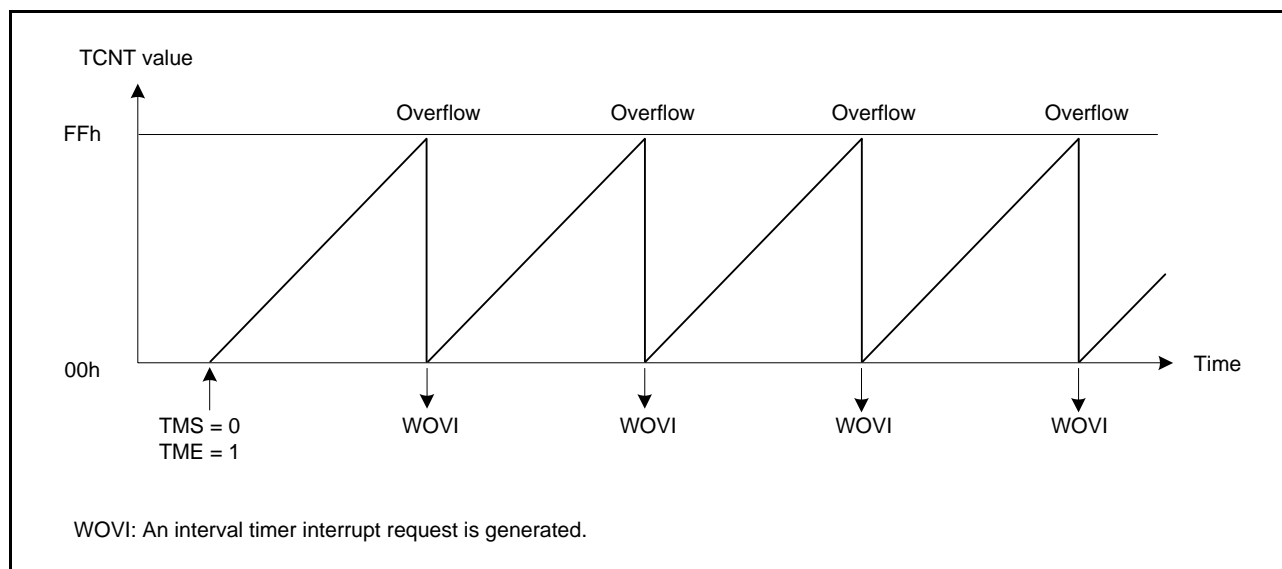 TCNT value
Overflow Overflow Overflow Overflow
FFh
00h
Time
TMS = 0
TME = 1
WOVI WOVI WOVI WOVI
WOVI: An interval timer interrupt request is generated.